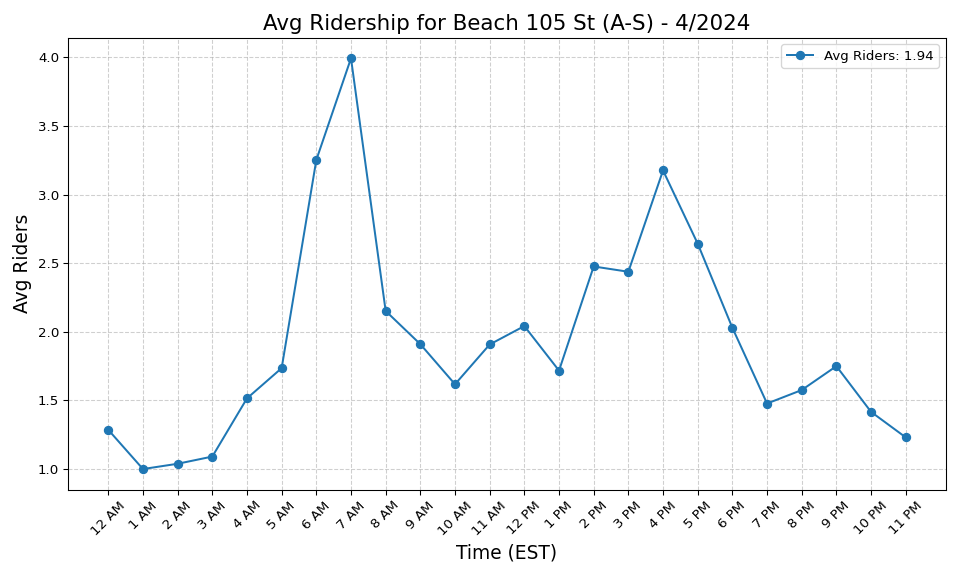 Avg Ridership for Beach 105 St (A-S) - 4/2024
Avg Riders: 1.94
4.0
3.5
3.0
2.5
2.0
1.5
1.0
Avg Riders
12 AM
1 AM
2 AM
3 AM
4 AM
5 AM
6 AM
7 AM
8 AM
9 AM
10 AM
11 AM
12 PM
1 PM
2 PM
3 PM
4 PM
5 PM
6 PM
7 PM
8 PM
9 PM
10 PM
11 PM
Time (EST)